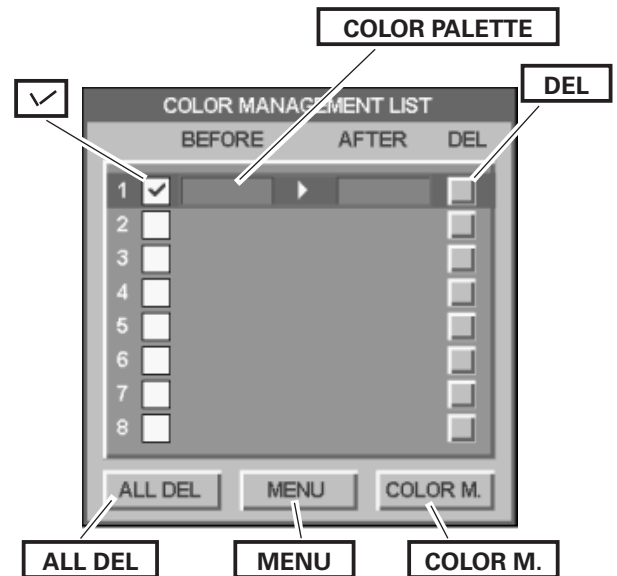 COLOR PALETTE
DEL
COLOR MANAGEMENT LIST
BEFORE AFTER DEL
1
2
3
4
5
6
7
8
ALL DEL MENU COLOR M.
ALL DEL MENU COLOR M.